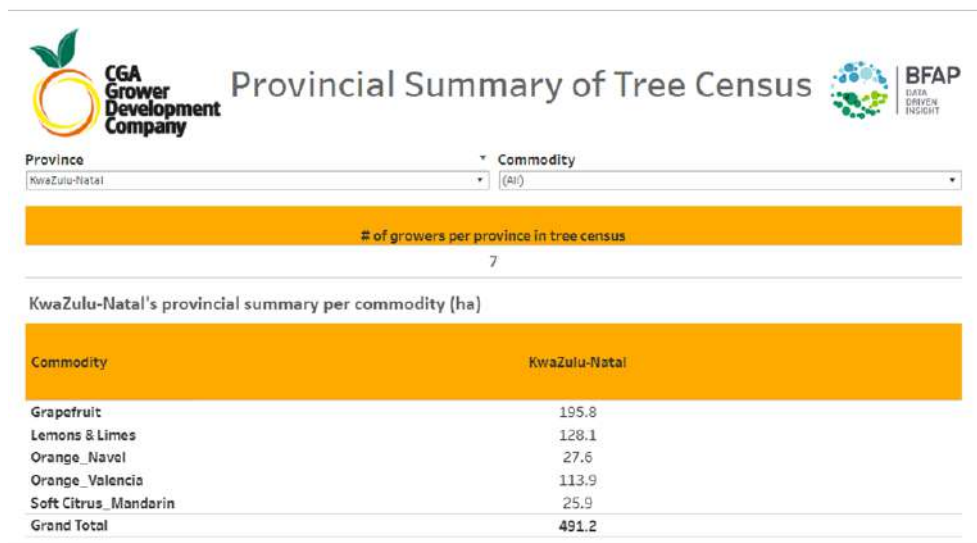 CGA
Grower
Development
Company
Provincial Summary of Tree Census
BFAP
DATA
DRIVEN
INSIGHT
Province
Commodity
KwaZulu-Natal
(All)
# of growers per province in tree census
7
KwaZulu-Natal's provincial summary per commodity (ha)
Commodity KwaZulu-Natal
Grapefruit 195.8
Lemons & Limes 128.1
Orange_Navel 27.6
Orange_Valencia 113.9
Soft Citrus_Mandarin 25.9
Grand Total 491.2